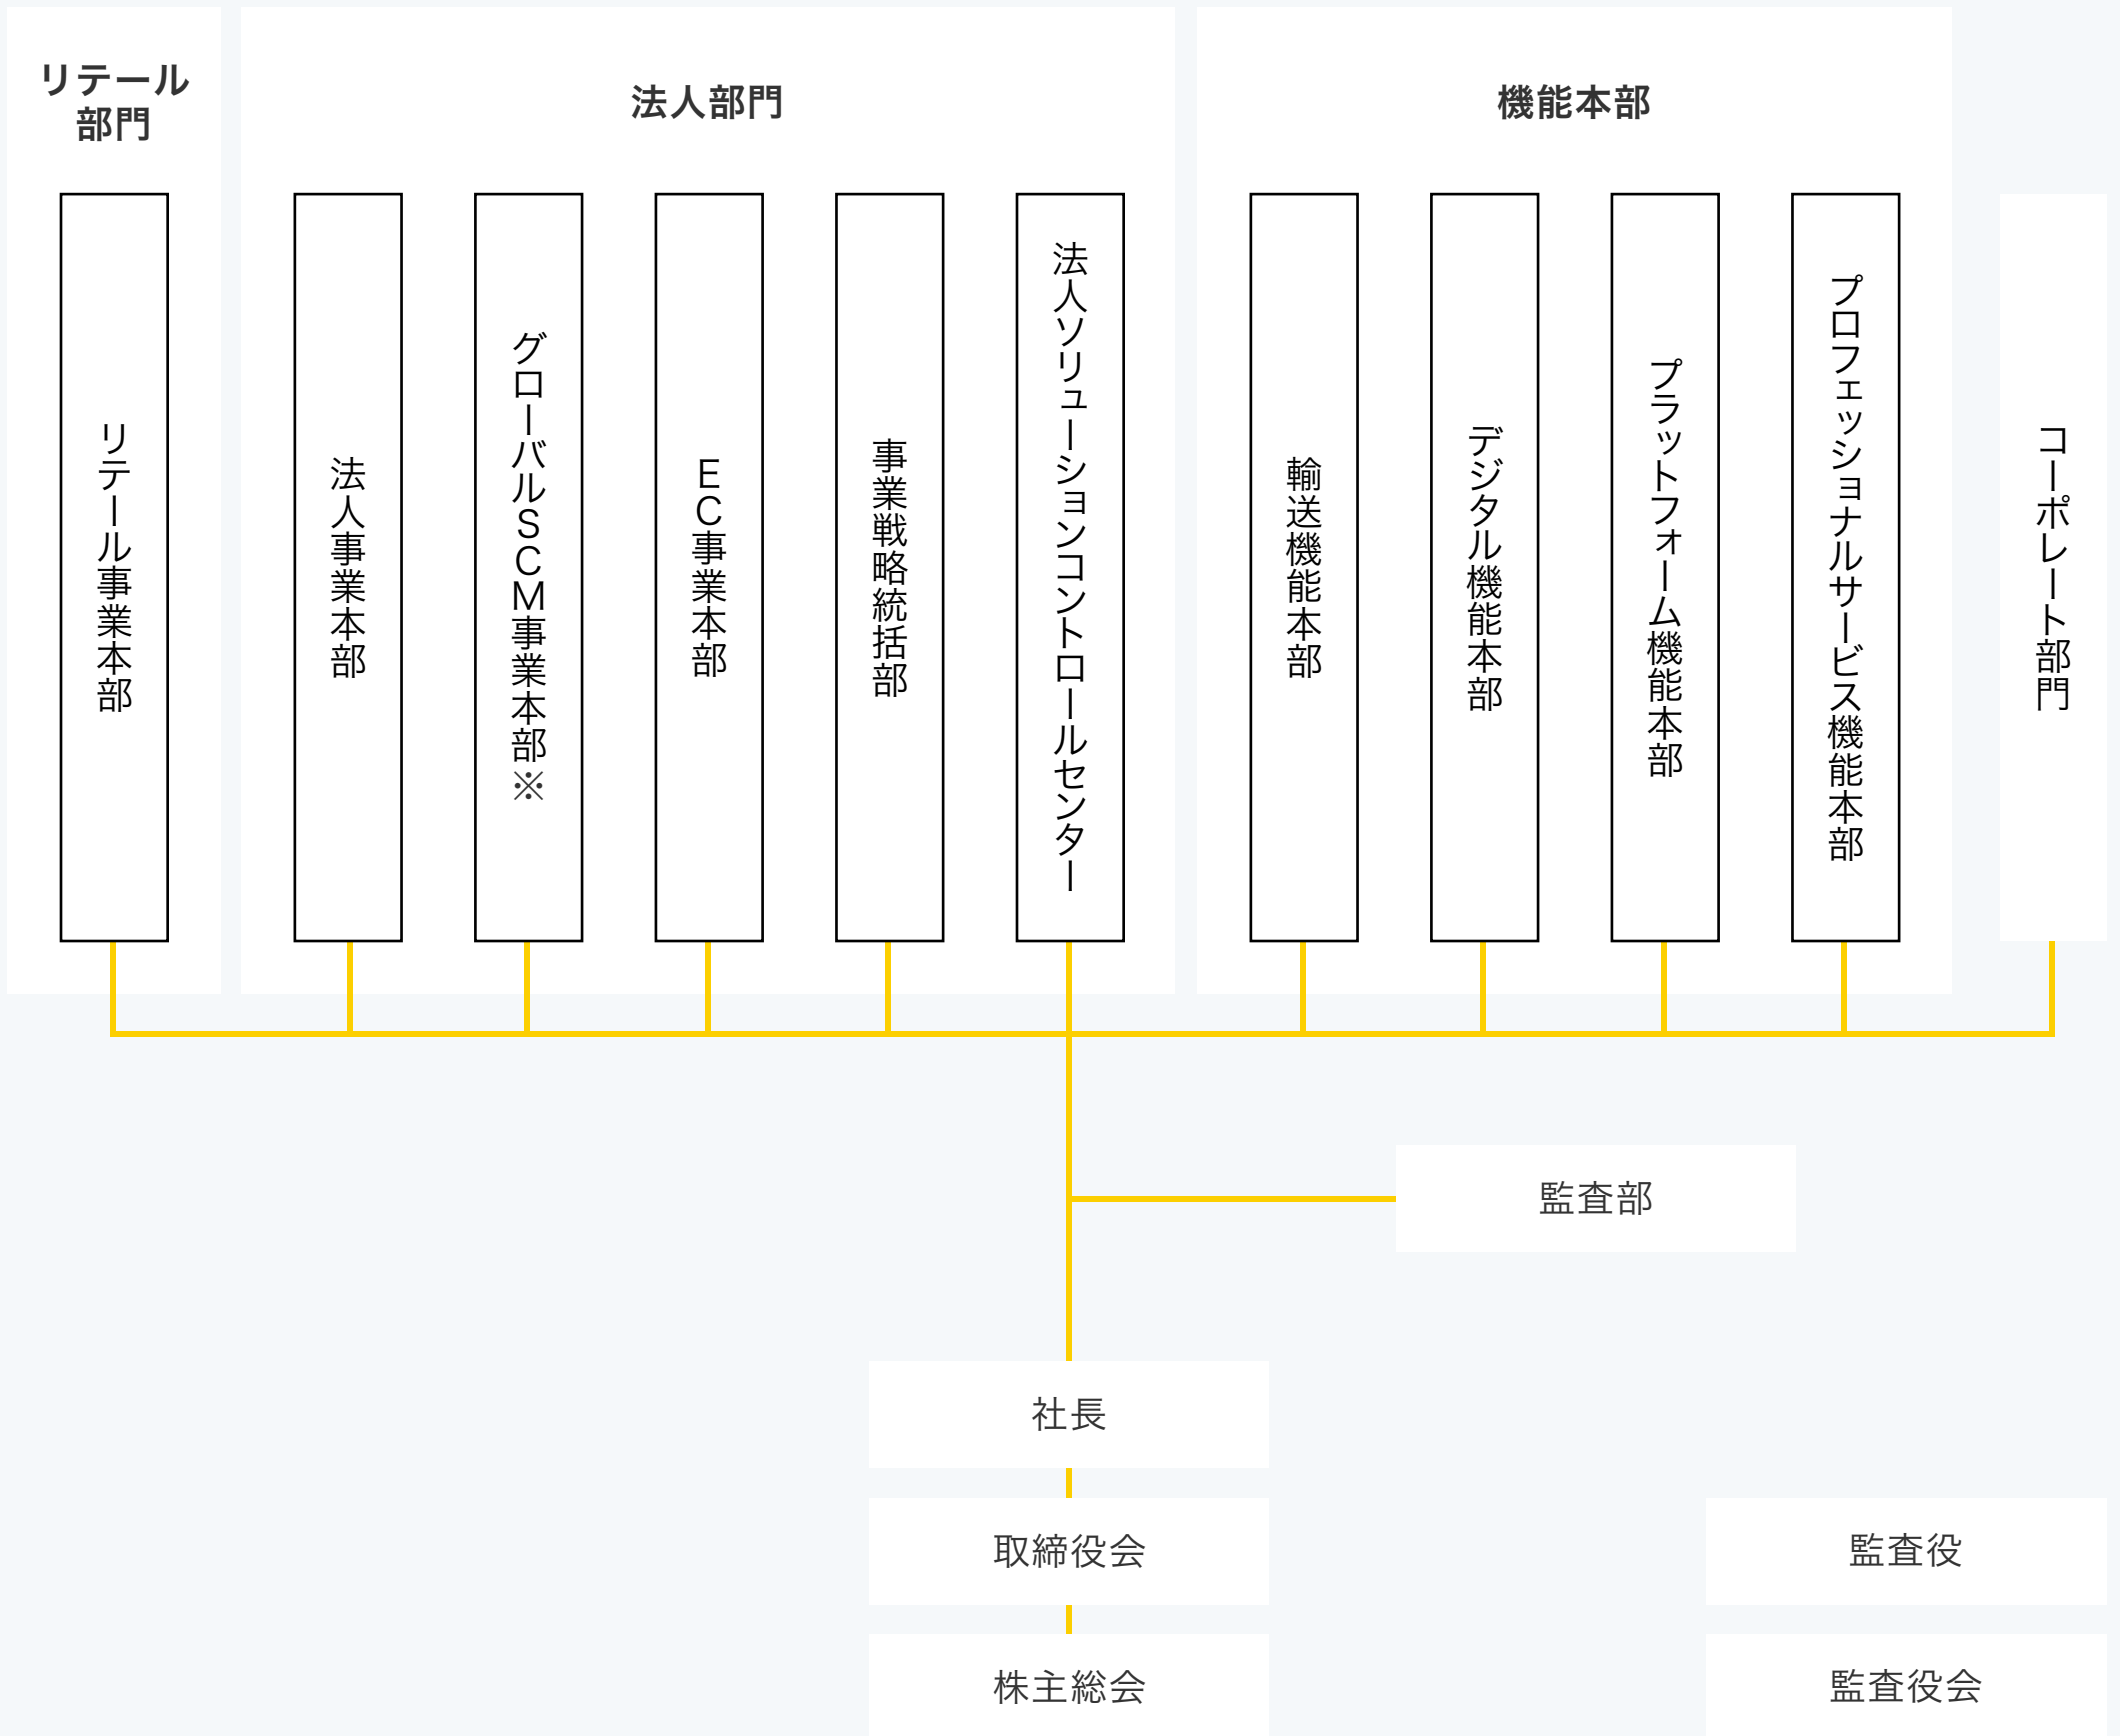 リテール
部門
法人部門
機能本部
リテール事業本部
法人事業本部
グローバルSCM事業本部※
EC事業本部
事業戦略統括部
法人ソリューションコントロールセンター
輸送機能本部
デジタル機能本部
プラットフォーム機能本部
プロフェッショナルサービス機能本部
コーポレート部門
監査部
社長
取締役会
監査役
株主総会
監査役会